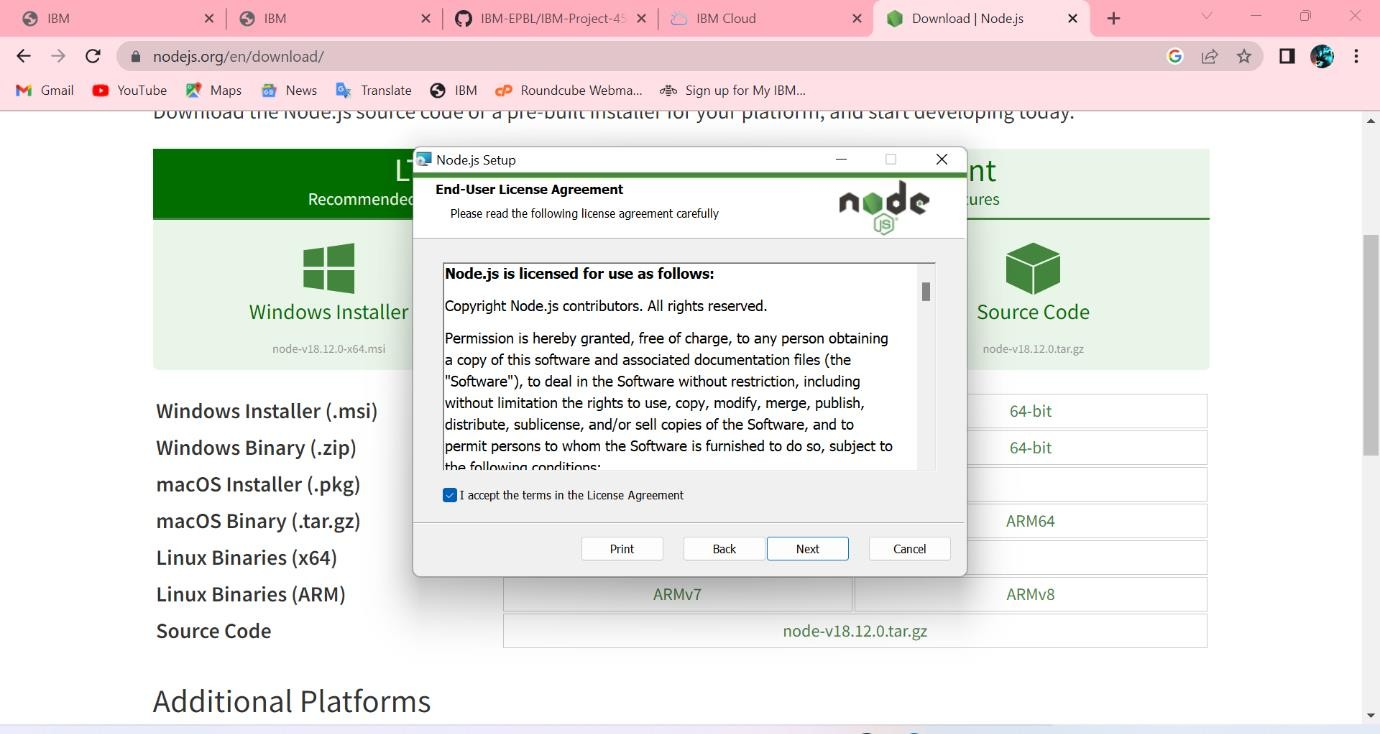 IBM
IBM
IBM-EPBL/IBM-Project-45
IBM Cloud
Download | Node.js
nodejs.org/en/download/
Gmail
YouTube
Maps
News
Translate
IBM
Roundcube Webma...
Sign up for My IBM...
Download the Node.js source code or a pre-built installer for your platform, and start developing today.
Recommended
Windows Installer
node-v18.12.0-x64.msi
nt
tures
Source Code
node-v18.12.0.tar.gz
Node.js Setup
End-User License Agreement
Please read the following license agreement carefully
node
JS
Node.js is licensed for use as follows:
Copyright Node.js contributors. All rights reserved.
Permission is hereby granted, free of charge, to any person obtaining
a copy of this software and associated documentation files (the
"Software"), to deal in the Software without restriction, including
without limitation the rights to use, copy, modify, merge, publish,
distribute, sublicense, and/or sell copies of the Software, and to
permit persons to whom the Software is furnished to do so, subject to
the following conditions:
I accept the terms in the License Agreement
Print
Back
Next
Cancel
Windows Installer (.msi)
64-bit
Windows Binary (.zip)
64-bit
macOS Installer (.pkg)
macOS Binary (.tar.gz)
ARM64
Linux Binaries (x64)
Linux Binaries (ARM)
ARMv7
ARMv8
Source Code
node-v18.12.0.tar.gz
Additional Platforms